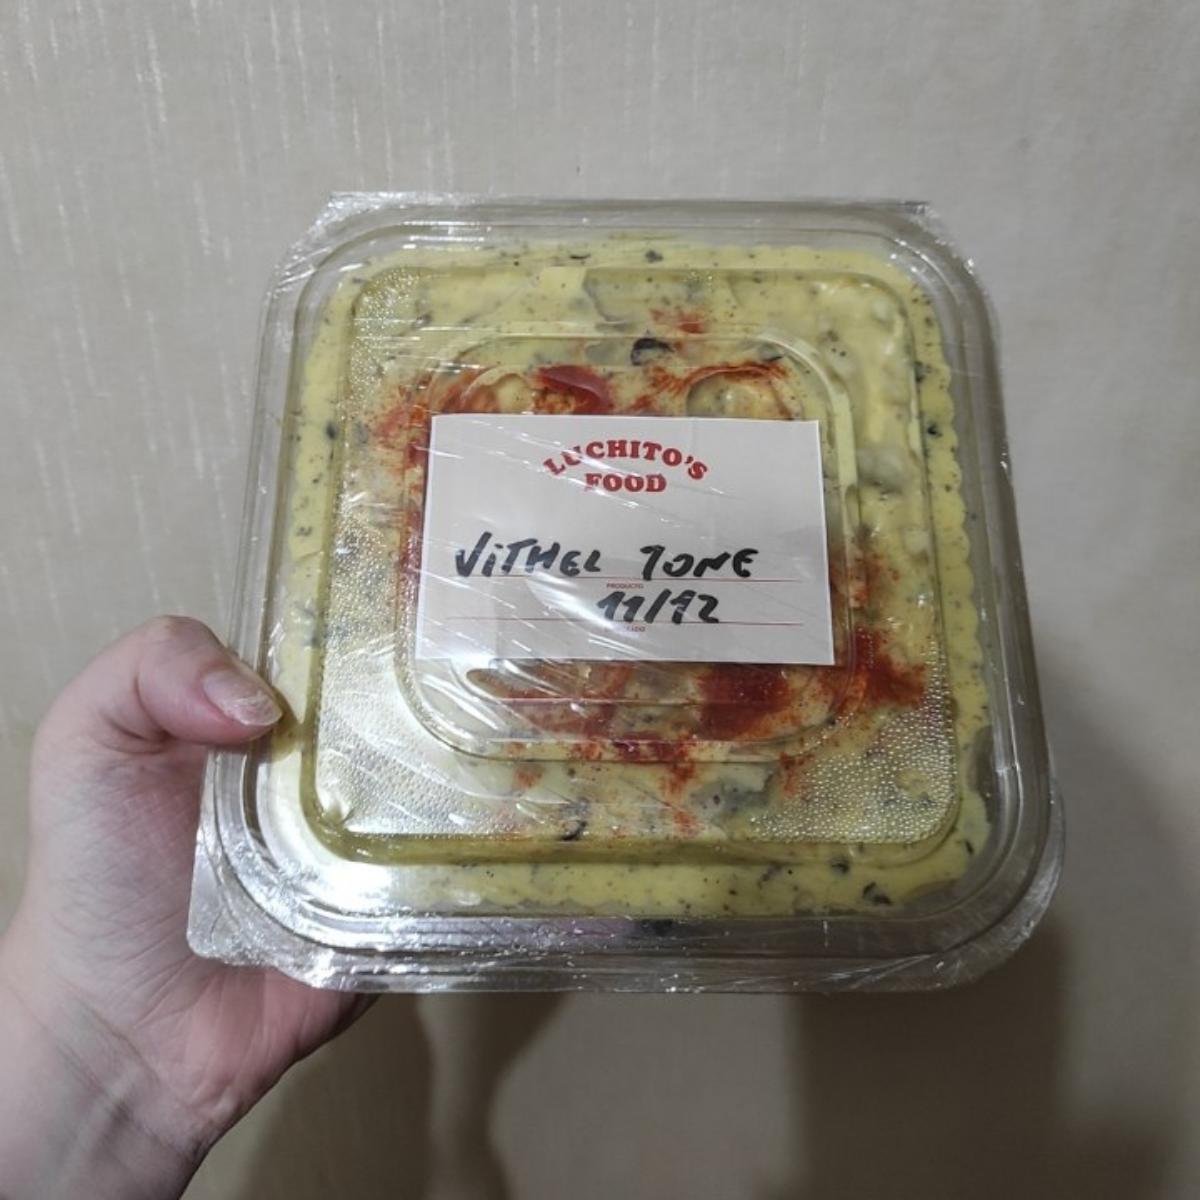 LUCHITO'S
FOOD
ViTHEL TONE
PRODUCTO
11/12